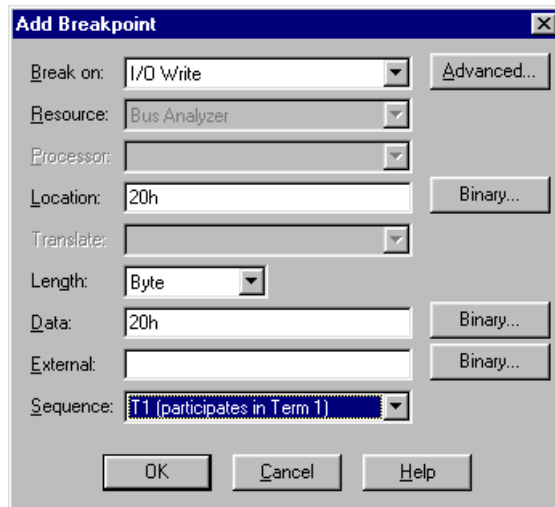 Add Breakpoint
Break on: I/O Write Advanced...
Resource: Bus Analyzer
Processor:
Location: 20h Binary...
Translate:
Length: Byte
Data: 20h Binary...
External: Binary...
Sequence: T1 (participates in Term 1)
OK Cancel Help